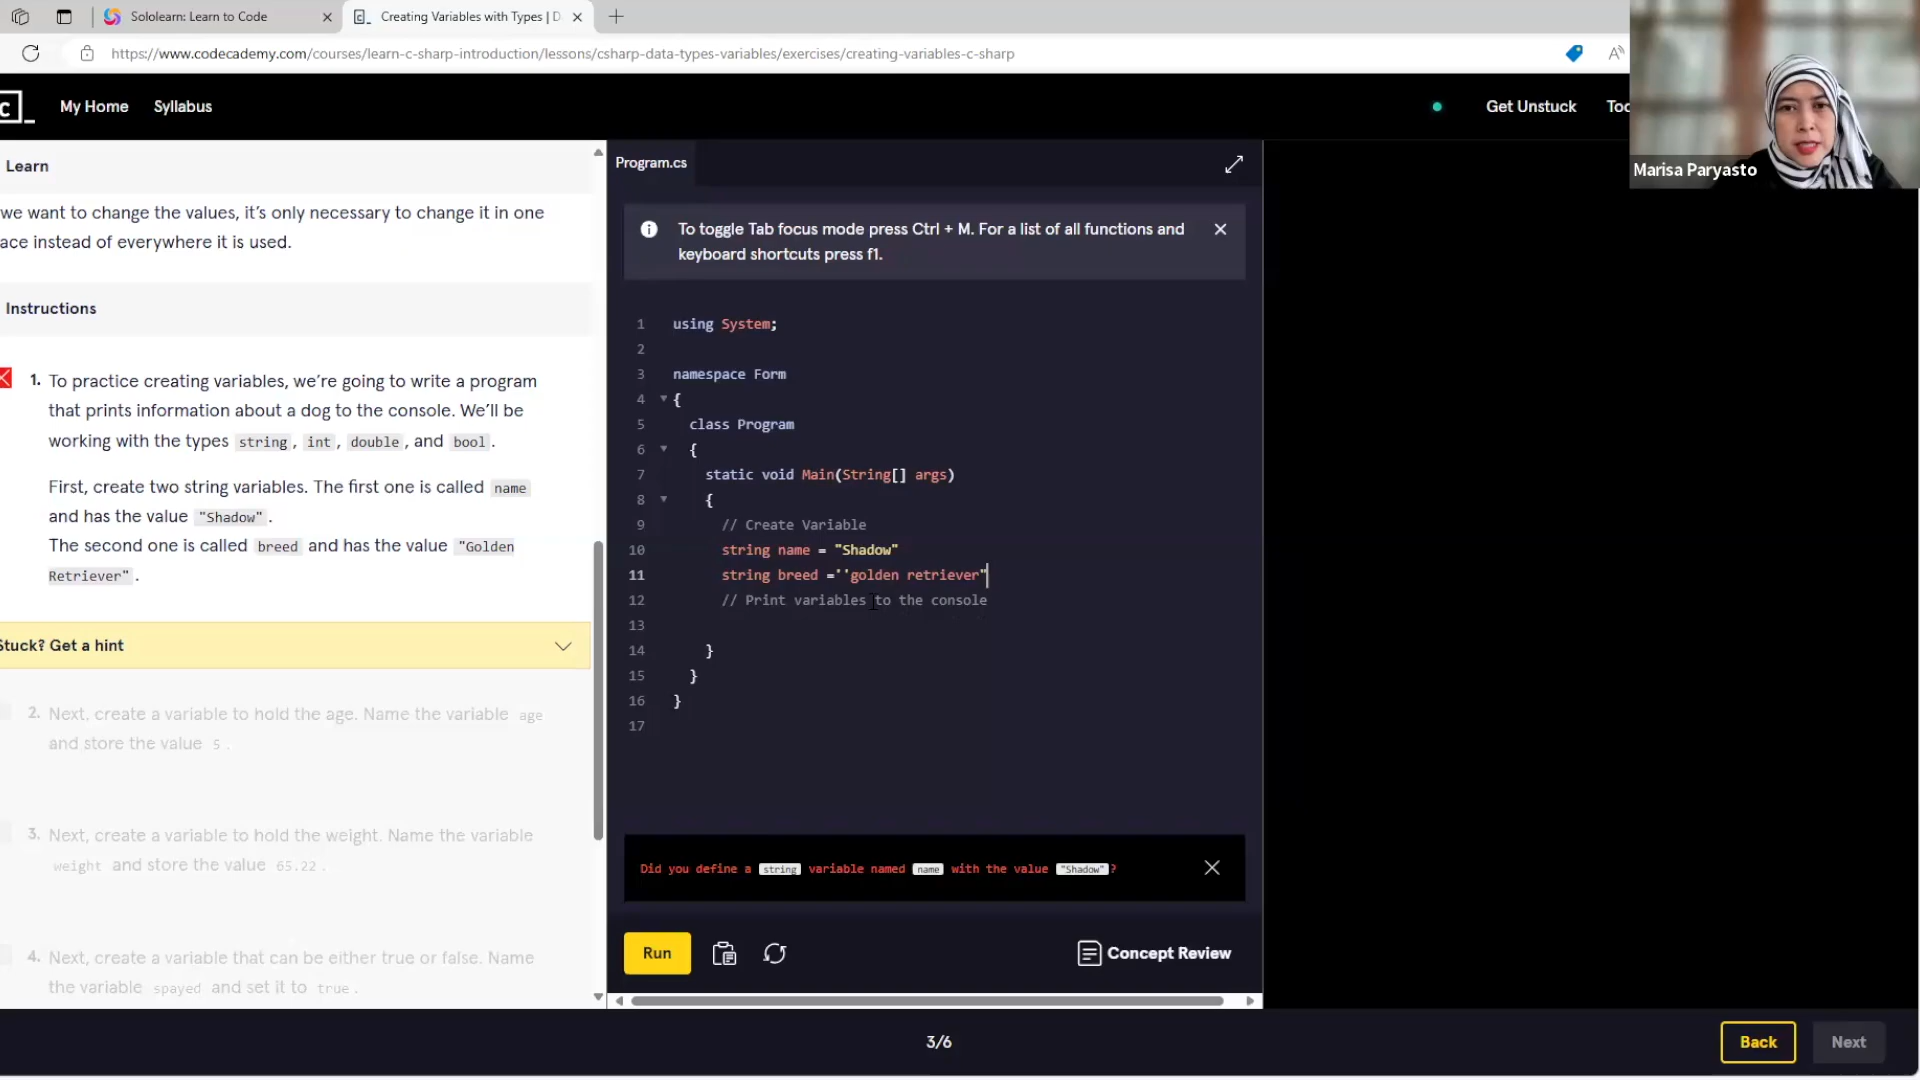 Sololearn: Learn to Code
Creating Variables with Types | D
https://www.codecademy.com/courses/learn-c-sharp-introduction/lessons/csharp-data-types-variables/exercises/creating-variables-c-sharp
c_
My Home
Syllabus
Get Unstuck
Too
Marisa Paryasto
Learn
we want to change the values, it's only necessary to change it in one
ace instead of everywhere it is used.
Instructions
1. To practice creating variables, we're going to write a program
that prints information about a dog to the console. We'll be
working with the types string, int, double, and bool.
First, create two string variables. The first one is called name
and has the value "Shadow".
The second one is called breed and has the value "Golden
Retriever".
Stuck? Get a hint
2. Next, create a variable to hold the age. Name the variable age
and store the value 5.
3. Next, create a variable to hold the weight. Name the variable
weight and store the value 65.22.
4. Next, create a variable that can be either true or false. Name
the variable spayed and set it to true.
Program.cs
To toggle Tab focus mode press Ctrl + M. For a list of all functions and
keyboard shortcuts press f1.
1 using System;
2
3 namespace Form
4 {
5 class Program
6 {
7 static void Main(String[] args)
8 {
9 // Create Variable
10 string name = "Shadow"
11 string breed =''golden retriever"
12 // Print variables to the console
13
14 }
15 }
16 }
17
Did you define a string variable named name with the value "Shadow"?
Run
Concept Review
3/6
Back
Next